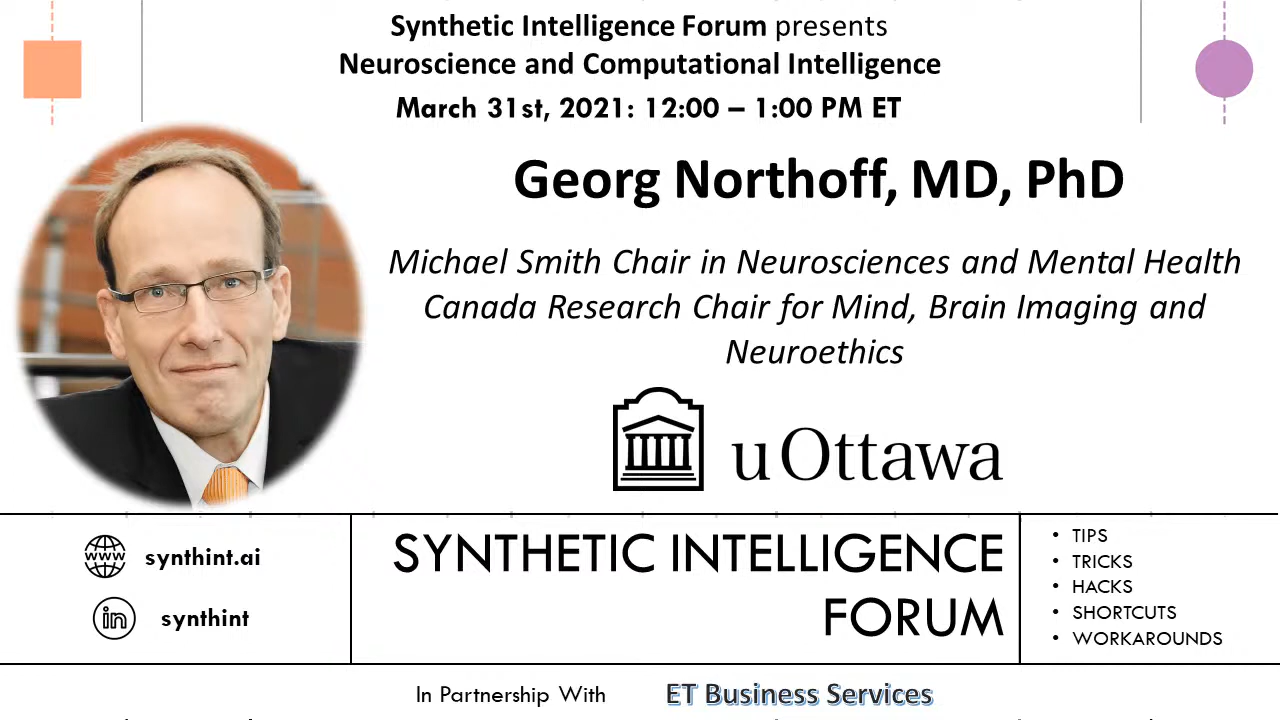 Synthetic Intelligence Forum presents
Neuroscience and Computational Intelligence
March 31st, 2021: 12:00 – 1:00 PM ET
Georg Northoff, MD, PhD
Michael Smith Chair in Neurosciences and Mental Health
Canada Research Chair for Mind, Brain Imaging and
Neuroethics
uOttawa
www synthint.ai
in synthint
SYNTHETIC INTELLIGENCE
FORUM
• TIPS
• TRICKS
• HACKS
• SHORTCUTS
• WORKAROUNDS
In Partnership With ET Business Services